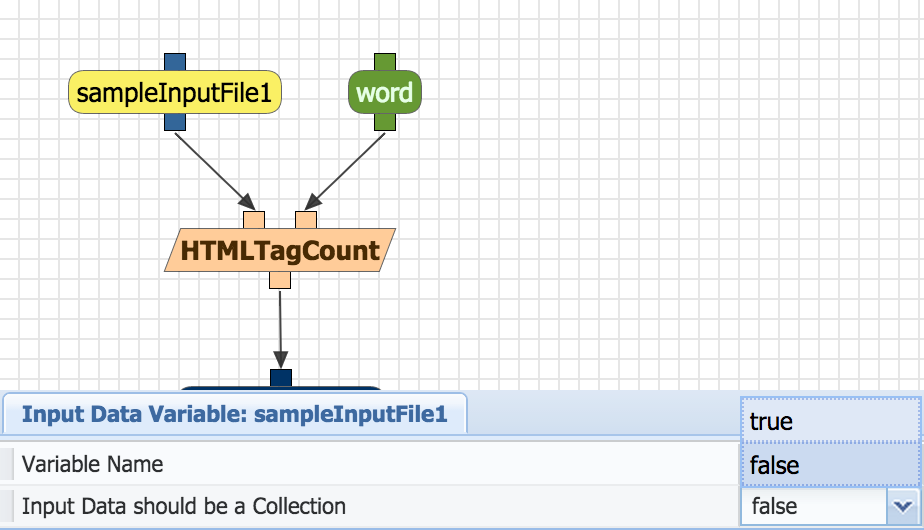 sampleInputFile1
word
HTMLTagCount
Input Data Variable: sampleInputFile1
true
Variable Name
false
Input Data should be a Collection
false